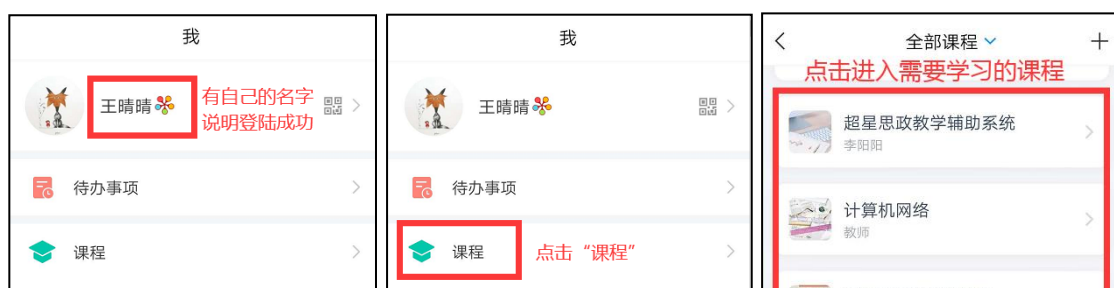 我
王晴晴
有自己的名字
说明登陆成功
待办事项
课程
我
王晴晴
待办事项
课程
点击“课程”
全部课程
点击进入需要学习的课程
超星思政教学辅助系统
李阳阳
计算机网络
教师